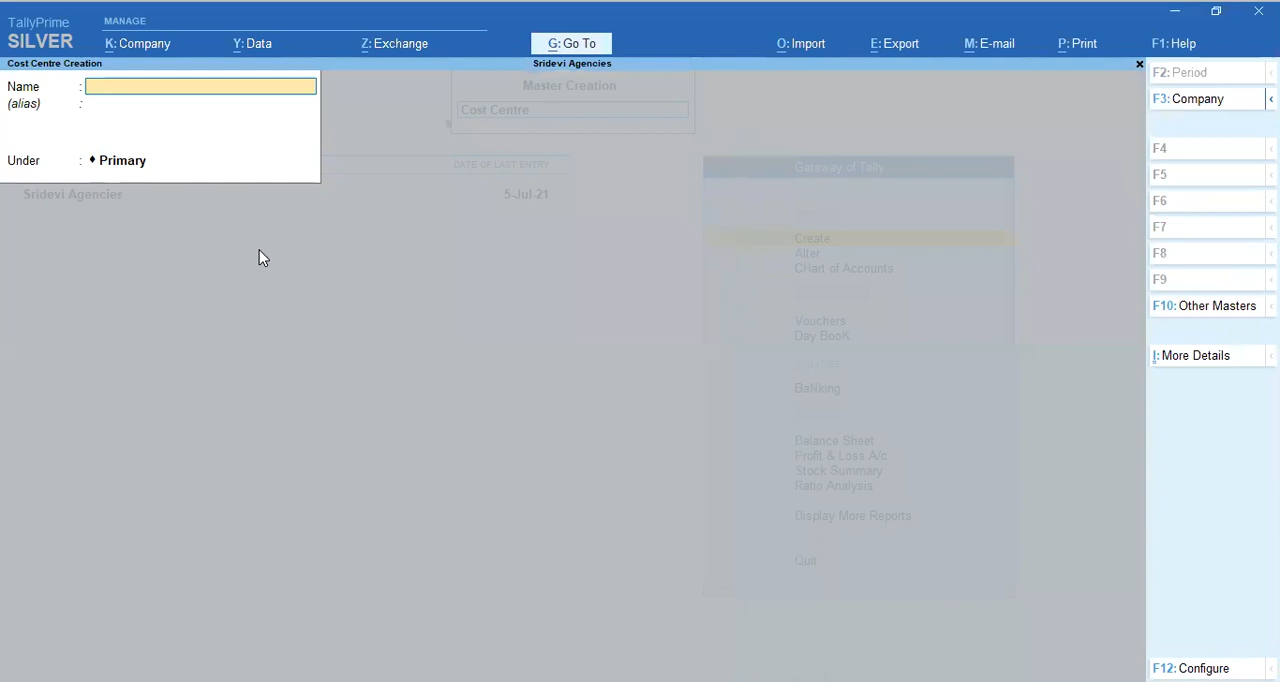 TallyPrime
SILVER
MANAGE
K: Company
Y: Data
Z: Exchange
G: Go To
O: Import
E: Export
M: E-mail
P: Print
F1: Help
Cost Centre Creation
Sridevi Agencies
Name :
(alias) :
Under : ♦ Primary
Master Creation
Cost Centre
DATE OF LAST ENTRY
Sridevi Agencies
5-Jul-21
Gateway of Tally
Create
Alter
CHart of Accounts
Vouchers
Day BooK
BaNking
Balance Sheet
Profit & Loss A/c
Stock Summary
Ratio Analysis
Display More Reports
Quit
F2: Period
F3: Company
F4
F5
F6
F7
F8
F9
F10: Other Masters
I: More Details
F12: Configure